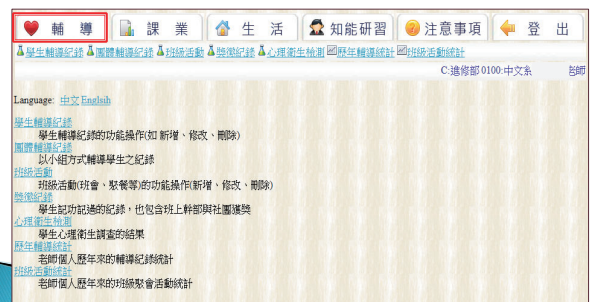 輔 導 課 業 生 活 知能研習 注意事項 登 出
學生輔導紀錄 團體輔導紀錄 班級活動 獎懲紀錄 心理衛生檢測 歷年輔導統計 班級活動統計
C:進修部 0100:中文系 老師
Language: 中文 Englsih
學生輔導紀錄
學生輔導紀錄的功能操作(如 新增、修改、刪除)
團體輔導紀錄
以小組方式輔導學生之紀錄
班級活動
班級活動(班會、聚餐等)的功能操作(新增、修改、刪除)
獎懲紀錄
學生記功記過的紀錄，也包含班上幹部與社團獲獎
心理衛生檢測
學生心理衛生調查的結果
歷年輔導統計
老師個人歷年來的輔導紀錄統計
班級活動統計
老師個人歷年來的班級聚會活動統計